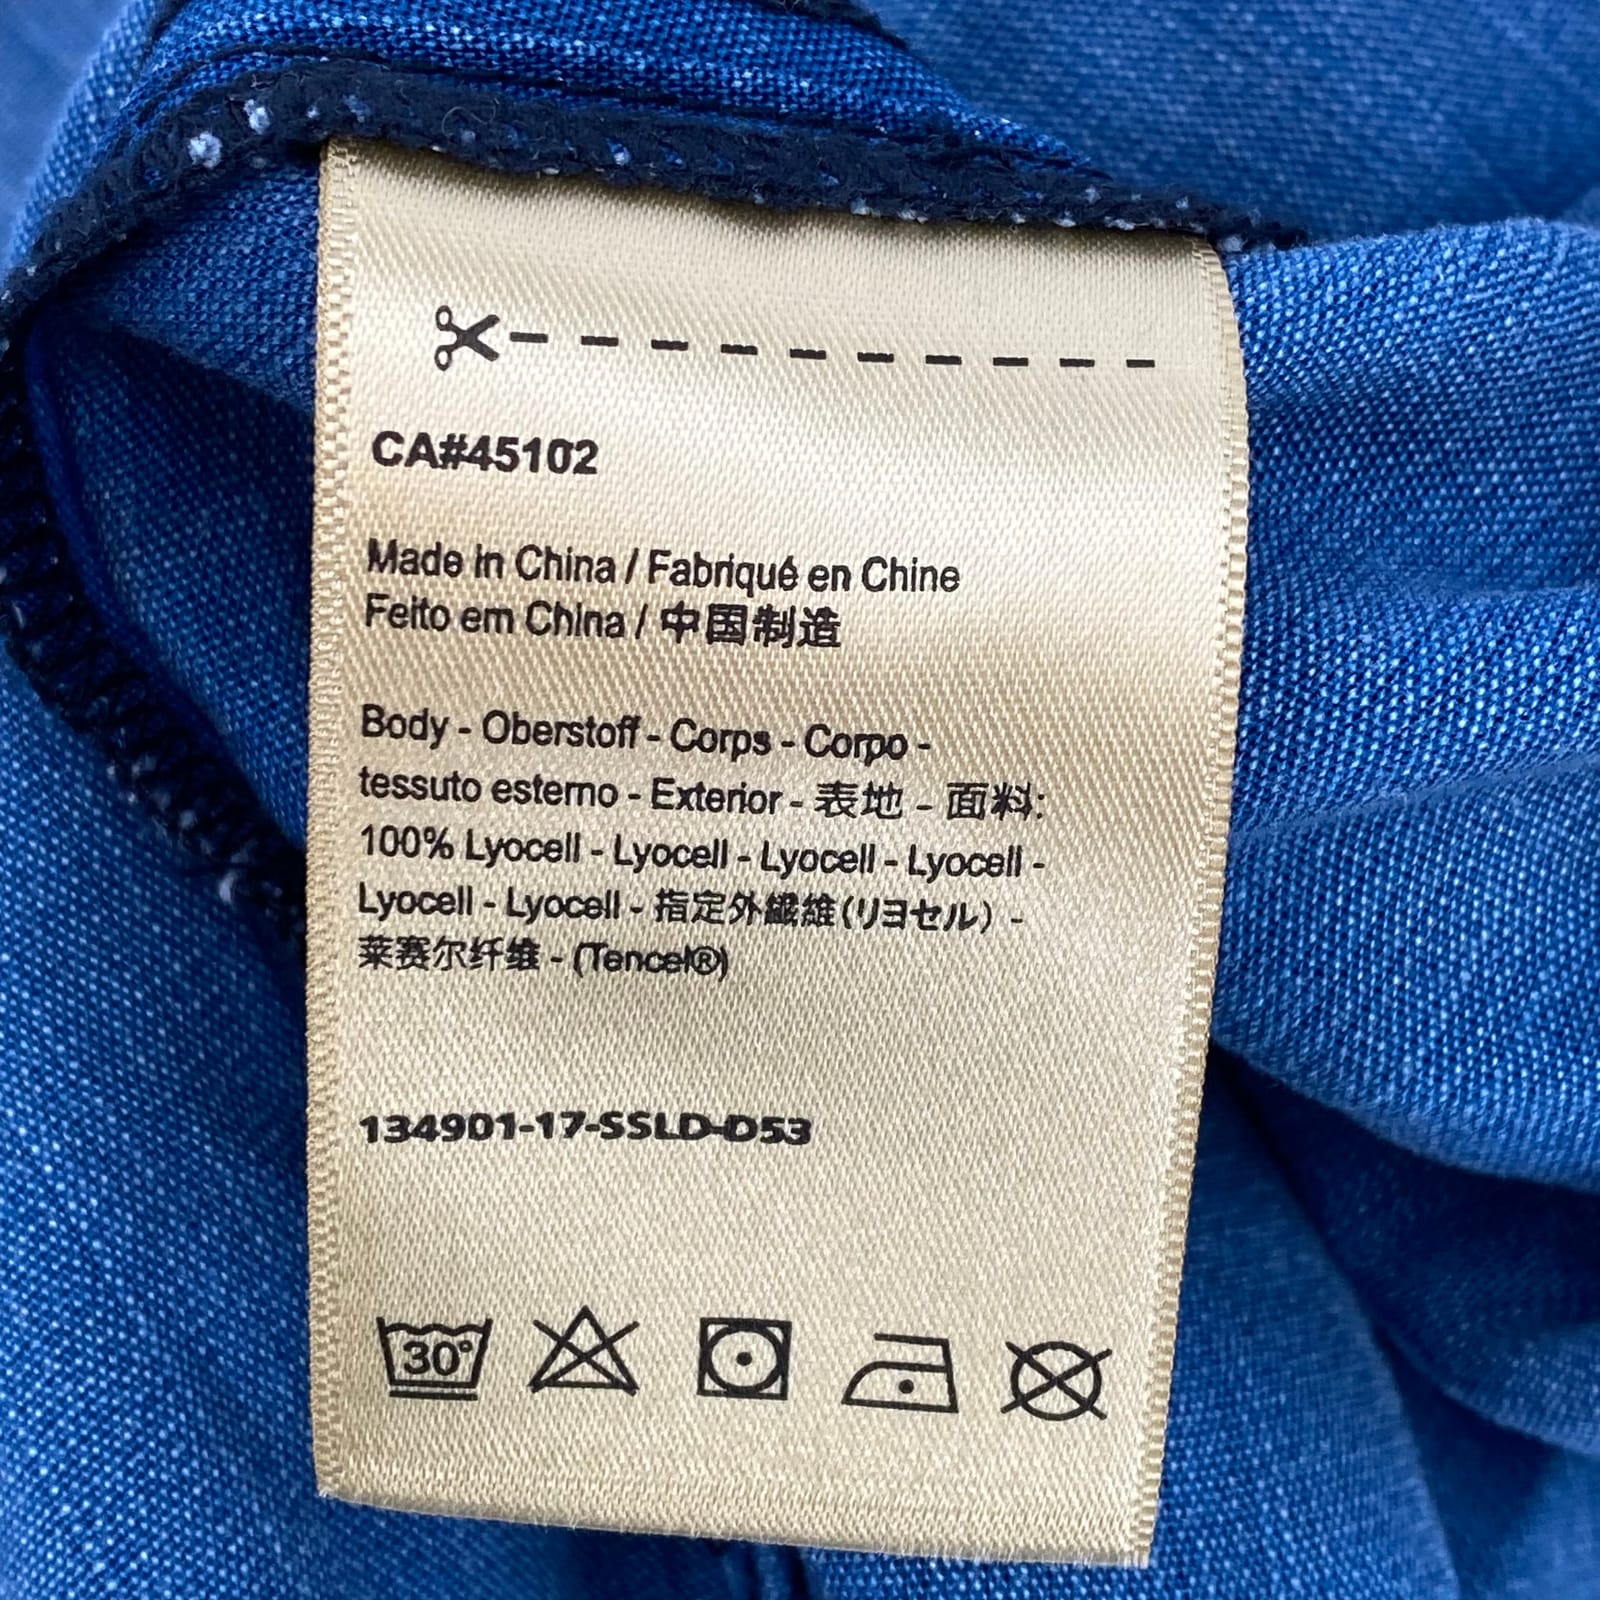 CA#45102
Made in China / Fabriqué en Chine
Feito em China / 中国制造
Body - Oberstoff - Corps - Corpo -
tessuto esterno - Exterior - 表地 - 面料:
100% Lyocell - Lyocell - Lyocell - Lyocell -
Lyocell - Lyocell - 指定外繊維(リヨセル) -
莱赛尔纤维 - (Tencel®)
134901-17-SSLD-D53
30°